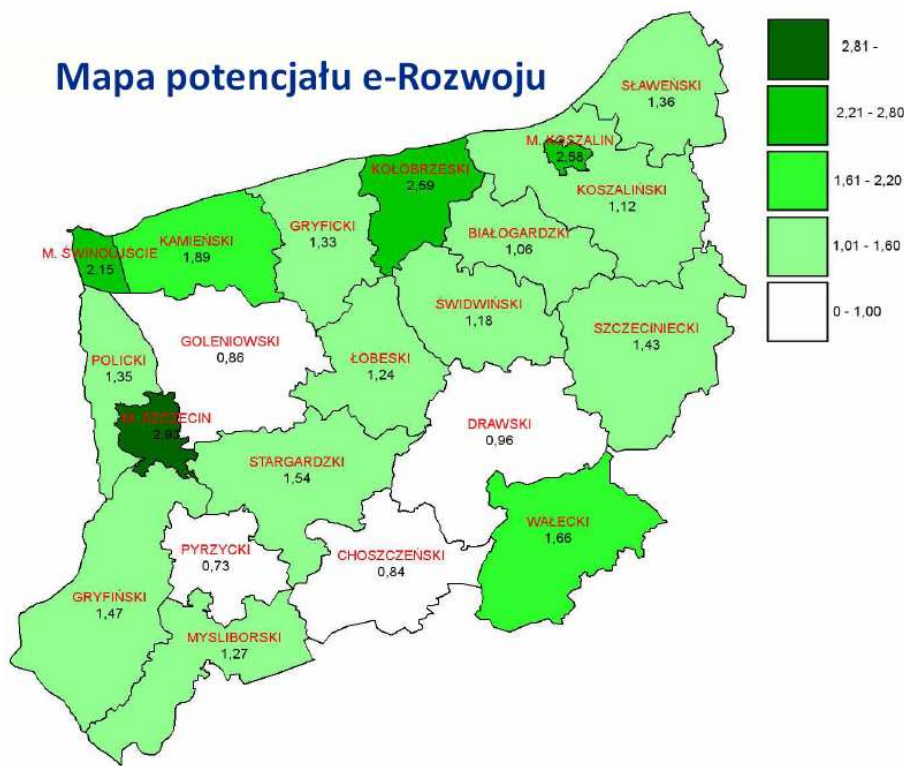 Mapa potencjału e-Rozwoju
2,81 -
2,21 - 2,80
1,61 - 2,20
1,01 - 1,60
0 - 1,00
SŁAWEŃSKI
1,36
M. KOSZALIN
2,58
KOŁOBRZESKI
2,59
KOSZALIŃSKI
1,12
GRYFICKI
1,33
BIAŁOGARDZKI
1,06
KAMIEŃSKI
1,89
M. ŚWINOUJŚCIE
2,15
ŚWIDWIŃSKI
1,18
SZCZECINIECKI
1,43
GOLENIOWSKI
0,86
ŁOBESKI
1,24
POLICKI
1,35
M. SZCZECIN
2,93
DRAWSKI
0,96
STARGARDZKI
1,54
WAŁECKI
1,66
PYRZYCKI
0,73
CHOSZCZEŃSKI
0,84
GRYFIŃSKI
1,47
MYSLIBORSKI
1,27